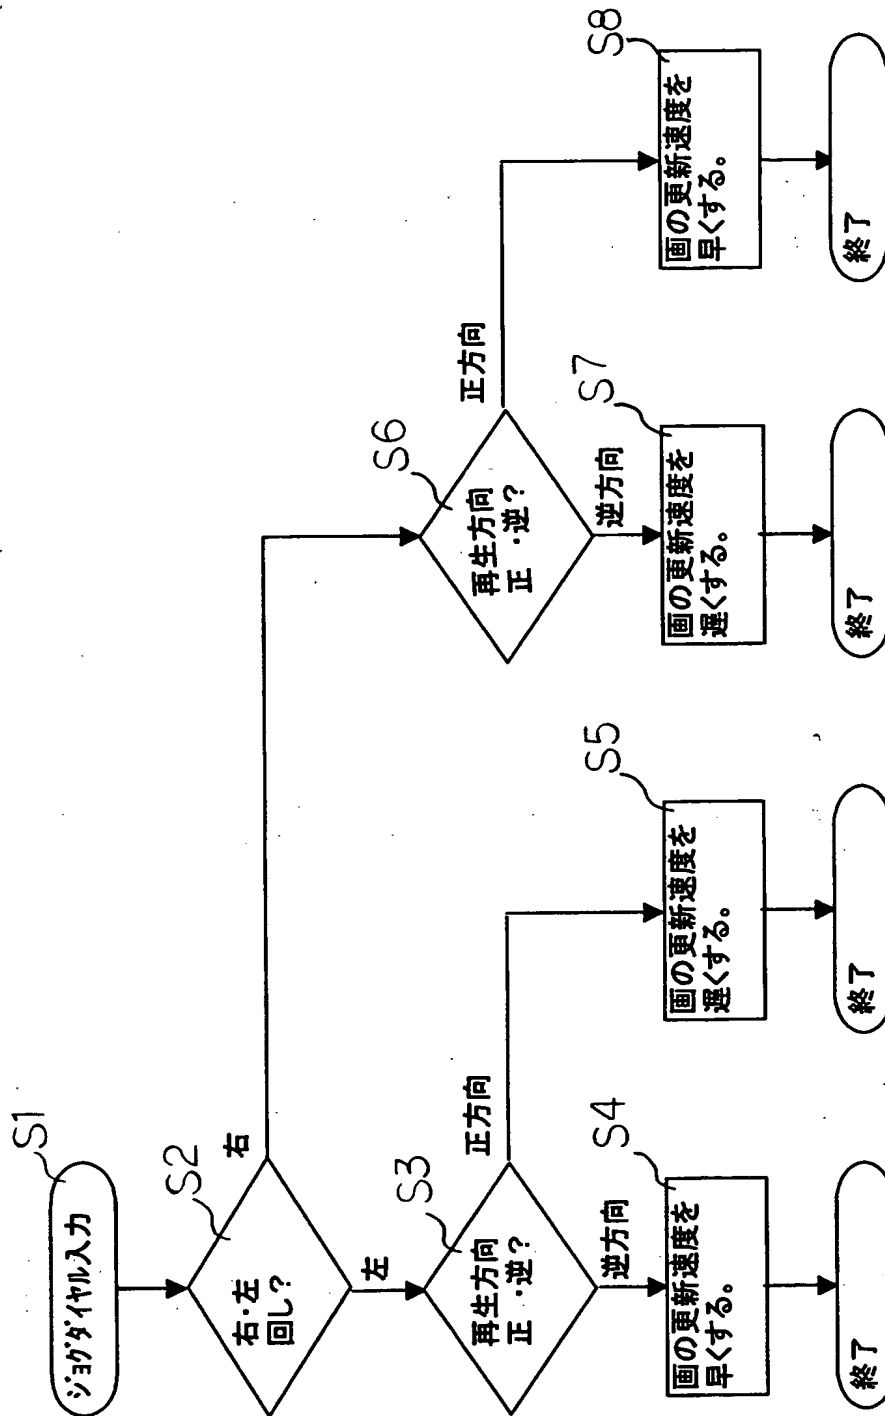 S1
ジョグダイヤル入力
S2
右・左
回し?
右
左
S3
再生方向
正・逆?
正方向
逆方向
S4
画の更新速度を
早くする。
終了
S5
画の更新速度を
遅くする。
終了
S6
再生方向
正・逆?
正方向
逆方向
S7
画の更新速度を
遅くする。
終了
S8
画の更新速度を
早くする。
終了